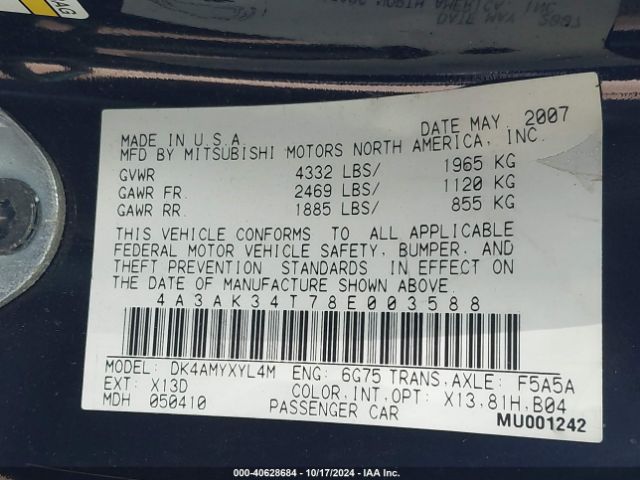 AG
DATE MAY 2007
MADE IN U.S.A. DATE MAY, 2007
MFD BY MITSUBISHI MOTORS NORTH AMERICA, INC.
GVWR 4332 LBS/ 1965 KG
GAWR FR. 2469 LBS/ 1120 KG
GAWR RR. 1885 LBS/ 855 KG
THIS VEHICLE CONFORMS TO ALL APPLICABLE
FEDERAL MOTOR VEHICLE SAFETY, BUMPER, AND
THEFT PREVENTION STANDARDS IN EFFECT ON
THE DATE OF MANUFACTURE SHOWN ABOVE.
4A3AK34T78E003588
MODEL: DK4AMYXYL4M ENG: 6G75 TRANS,AXLE: F5A5A
EXT: X13D COLOR,INT,OPT: X13,81H,B04
MDH 050410 PASSENGER CAR MU001242
000-40628684 - 10/17/2024 - IAA Inc.